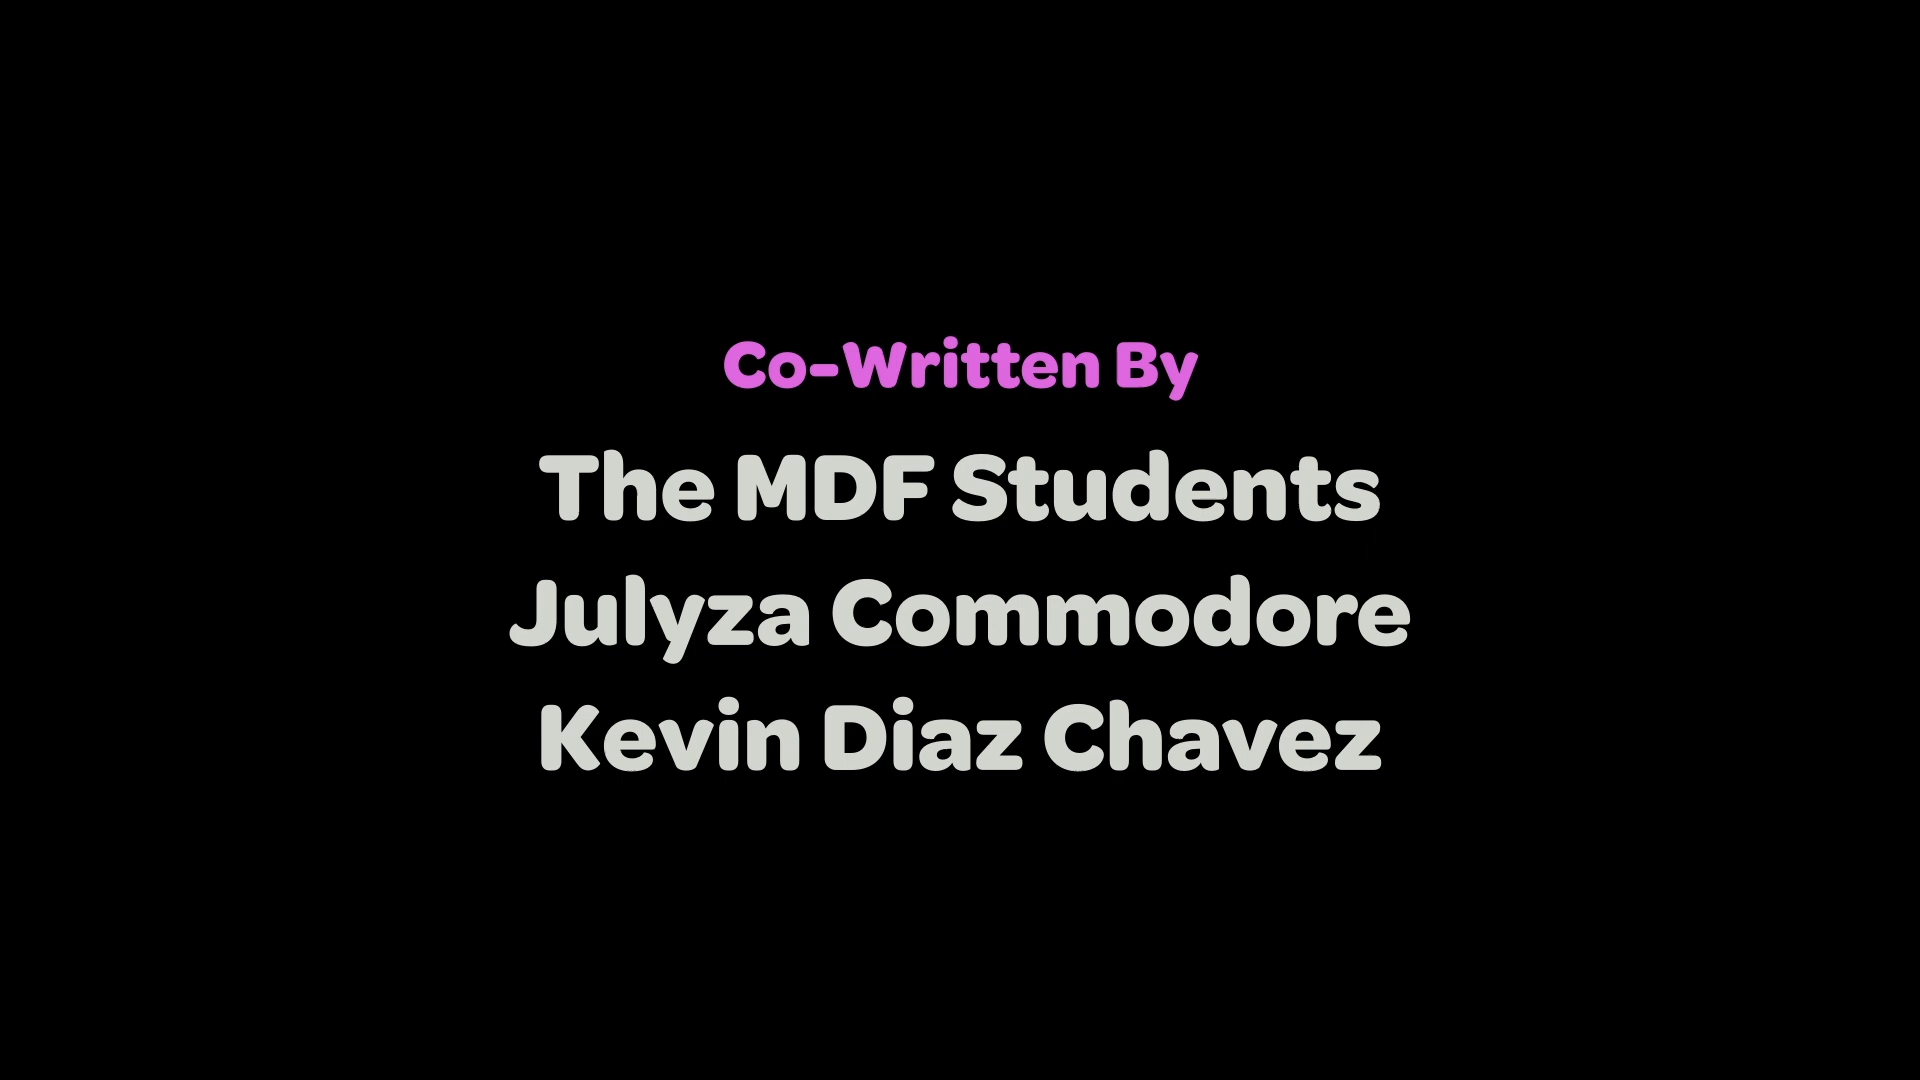 Co-Written By
The MDF Students
Julyza Commodore
Kevin Diaz Chavez